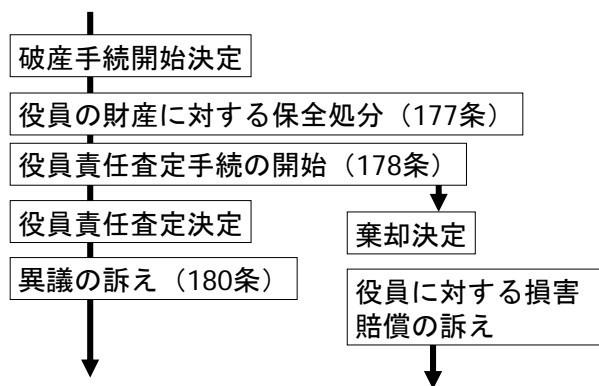 破産手続開始決定
役員の財産に対する保全処分（177条）
役員責任査定手続の開始（178条）
役員責任査定決定
棄却決定
異議の訴え（180条）
役員に対する損害
賠償の訴え